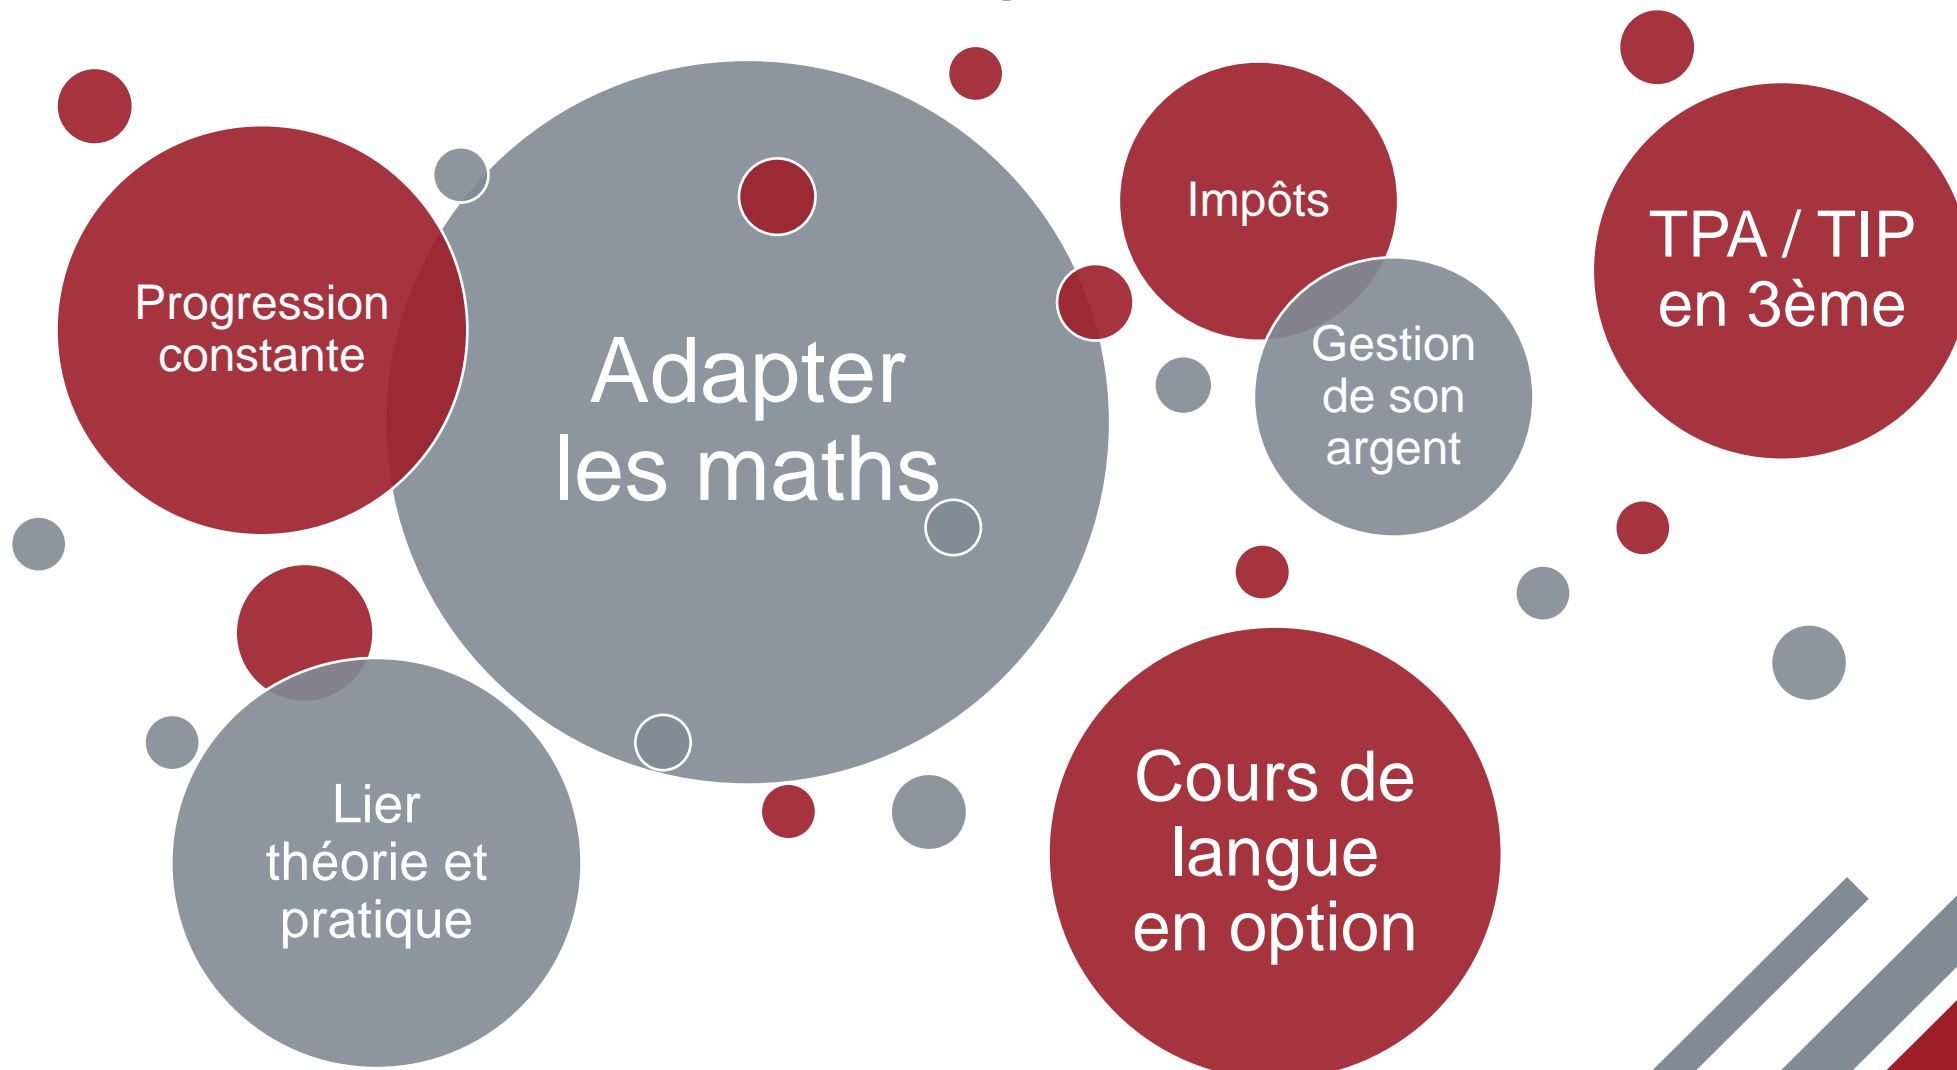 Progression
constante
Adapter
les maths
Impôts
Gestion
de son
argent
TPA / TIP
en 3ème
Lier
théorie et
pratique
Cours de
langue
en option